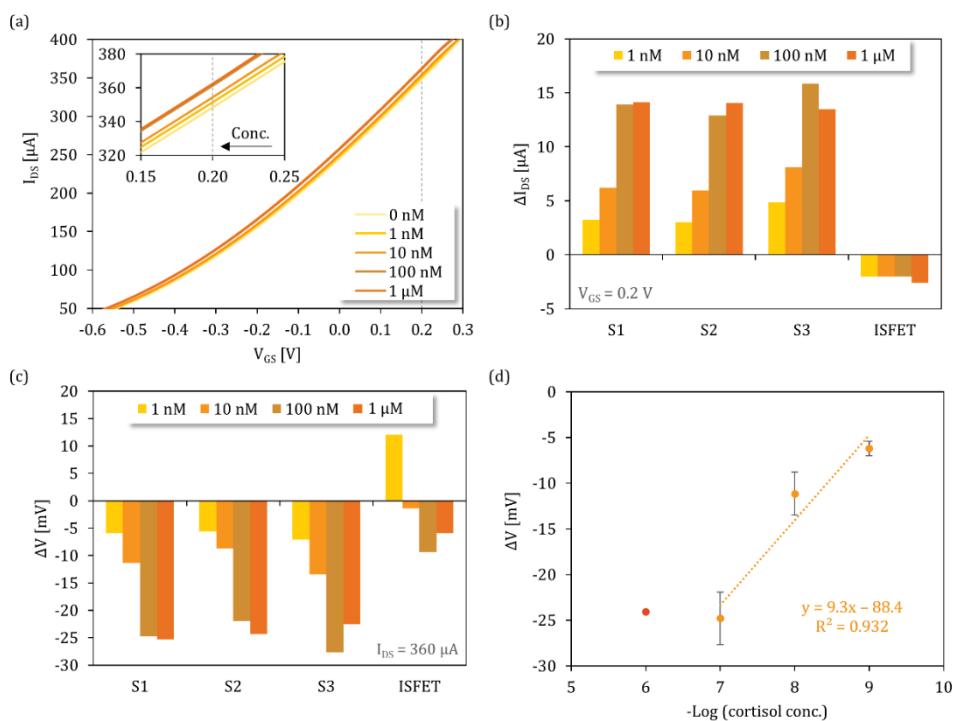 (a)
400
350
300
250
200
150
100
50
I_DS [µA]
-0.6 -0.5 -0.4 -0.3 -0.2 -0.1 0.0 0.1 0.2 0.3
V_GS [V]
380
360
340
320
0.15 0.20 0.25
Conc.
0 nM
1 nM
10 nM
100 nM
1 µM
(b)
20
15
10
5
0
-5
ΔI_DS [µA]
1 nM 10 nM 100 nM 1 µM
V_GS = 0.2 V
S1 S2 S3 ISFET
(c)
20
15
10
5
0
-5
-10
-15
-20
-25
-30
ΔV [mV]
1 nM 10 nM 100 nM 1 µM
I_DS = 360 µA
S1 S2 S3 ISFET
(d)
0
-5
-10
-15
-20
-25
-30
ΔV [mV]
y = 9.3x – 88.4
R² = 0.932
5 6 7 8 9 10
-Log (cortisol conc.)